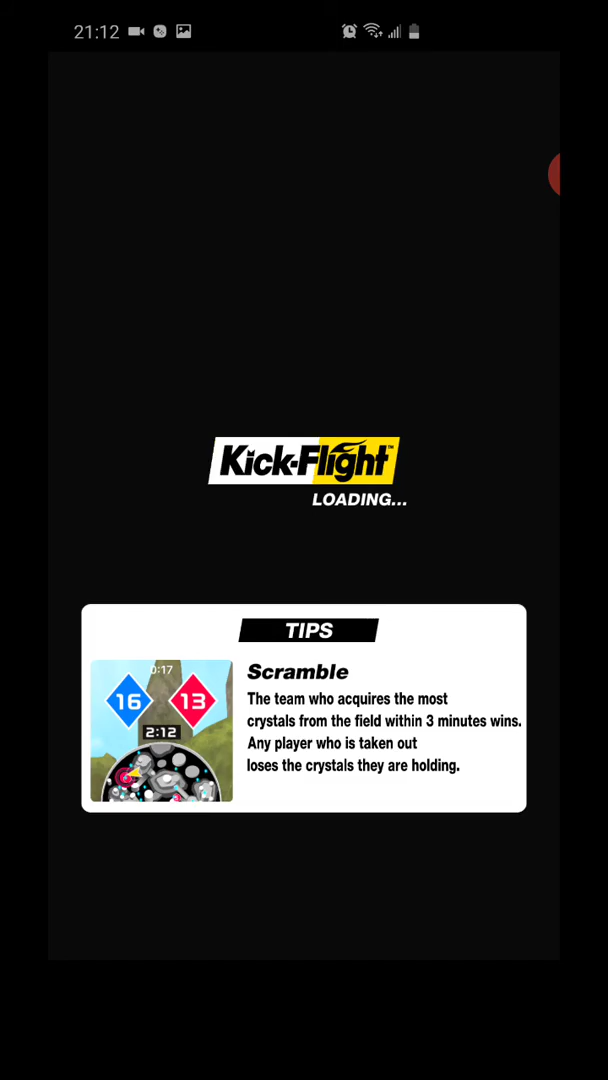 21:12
Kick-Flight™
LOADING...
TIPS
0:17
16 13
2:12
Scramble
The team who acquires the most
crystals from the field within 3 minutes wins.
Any player who is taken out
loses the crystals they are holding.